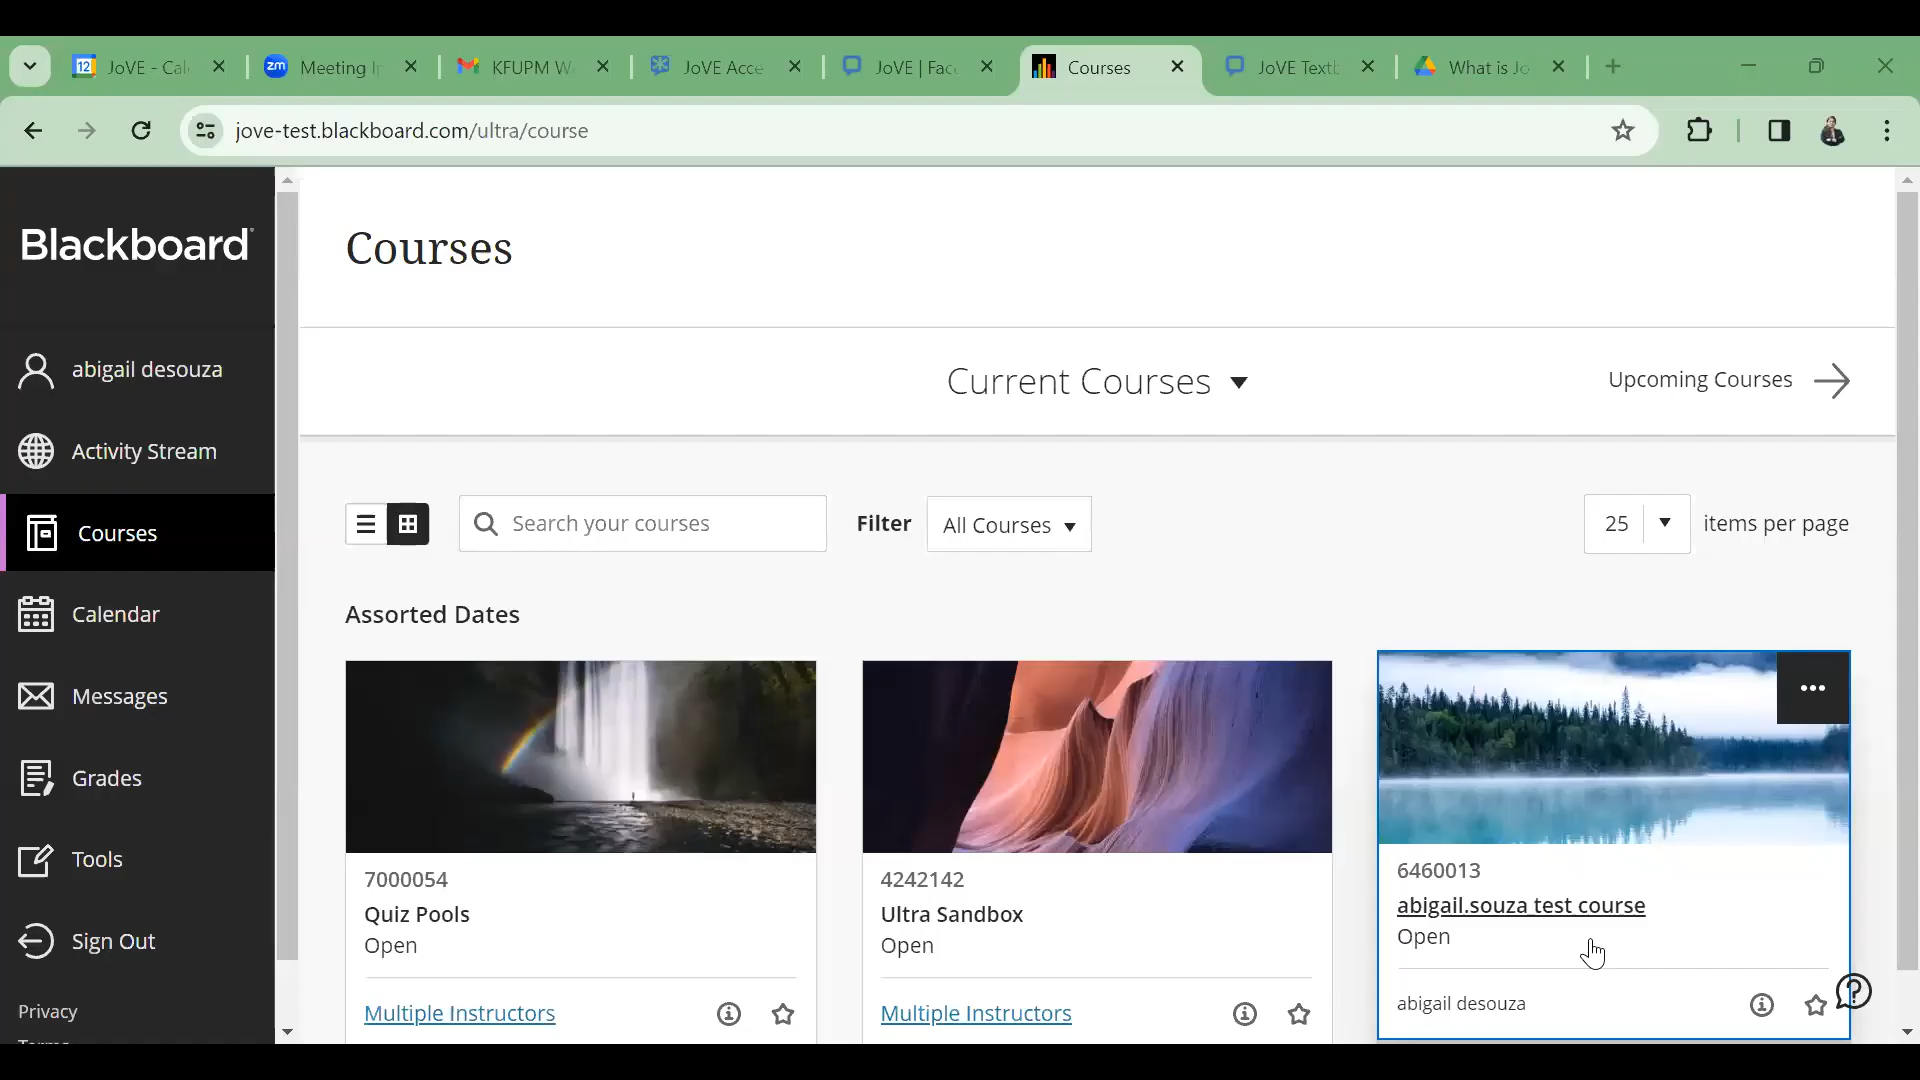 JoVE - Cal
Meeting I
KFUPM W
JoVE Acce
JoVE | Fac
Courses
JoVE Textb
What is Jo
jove-test.blackboard.com/ultra/course
Blackboard
abigail desouza
Activity Stream
Courses
Calendar
Messages
Grades
Tools
Sign Out
Privacy
Terms
Courses
Current Courses
Upcoming Courses
Search your courses
Filter
All Courses
25
items per page
Assorted Dates
7000054
Quiz Pools
Open
Multiple Instructors
4242142
Ultra Sandbox
Open
Multiple Instructors
6460013
abigail.souza test course
Open
abigail desouza